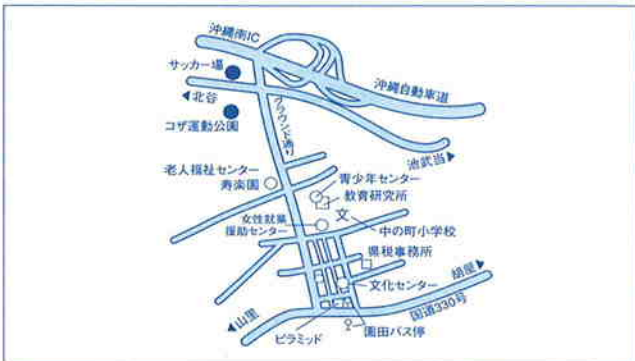 沖縄南IC
サッカー場
沖縄自動車道
◀北谷
コザ運動公園
グラウンド通り
池武当▶
老人福祉センター
寿楽園
青少年センター
教育研究所
女性就業
援助センター
文
中の町小学校
県税事務所
胡屋▶
文化センター
国道330号
◀山里
ピラミッド
園田バス停